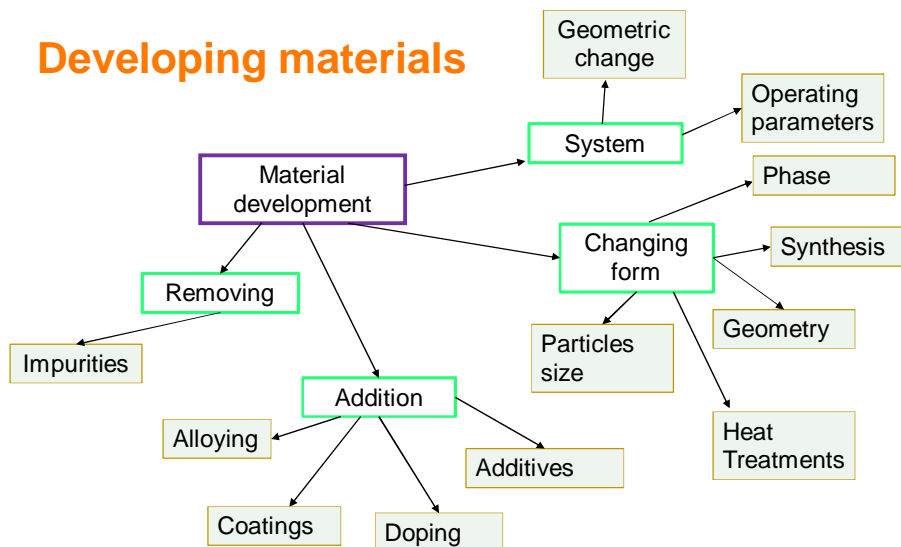 Developing materials
Geometric
change
Operating
parameters
System
Material
development
Phase
Changing
form
Synthesis
Removing
Geometry
Particles
size
Impurities
Addition
Alloying
Additives
Heat
Treatments
Coatings
Doping